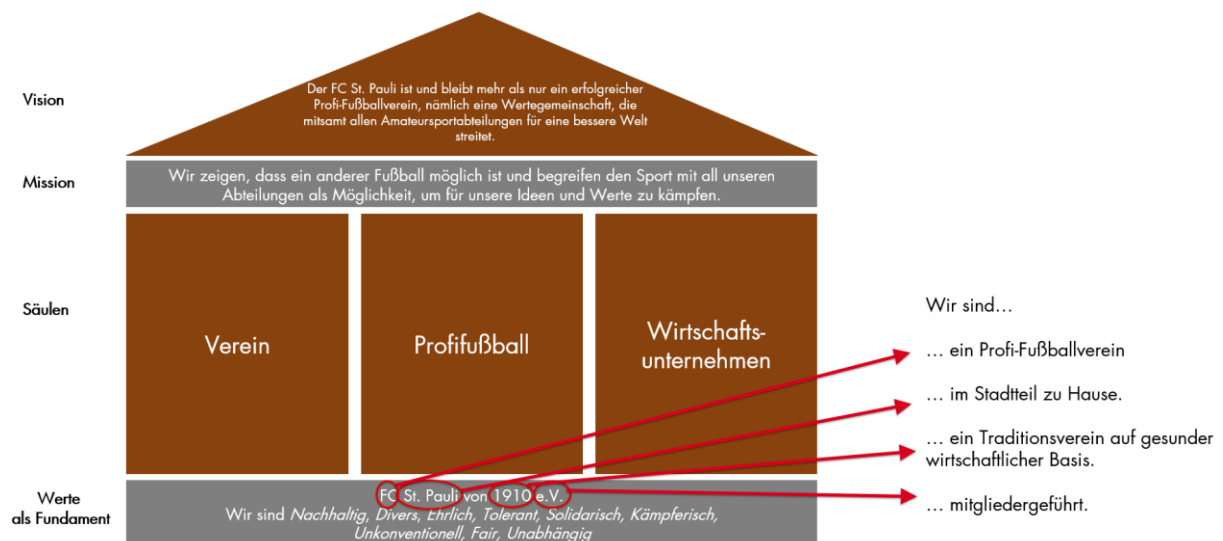 Vision
Der FC St. Pauli ist und bleibt mehr als nur ein erfolgreicher
Profi-Fußballverein, nämlich eine Wertegemeinschaft, die
mitsamt allen Amateursportabteilungen für eine bessere Welt
streitet.
Mission
Wir zeigen, dass ein anderer Fußball möglich ist und begreifen den Sport mit all unseren
Abteilungen als Möglichkeit, um für unsere Ideen und Werte zu kämpfen.
Säulen
Verein
Profifußball
Wirtschafts-
unternehmen
Wir sind…
… ein Profi-Fußballverein
… im Stadtteil zu Hause.
… ein Traditionsverein auf gesunder
wirtschaftlicher Basis.
… mitgliedergeführt.
Werte
als Fundament
FC St. Pauli von 1910 e.V.
Wir sind Nachhaltig, Divers, Ehrlich, Tolerant, Solidarisch, Kämpferisch,
Unkonventionell, Fair, Unabhängig